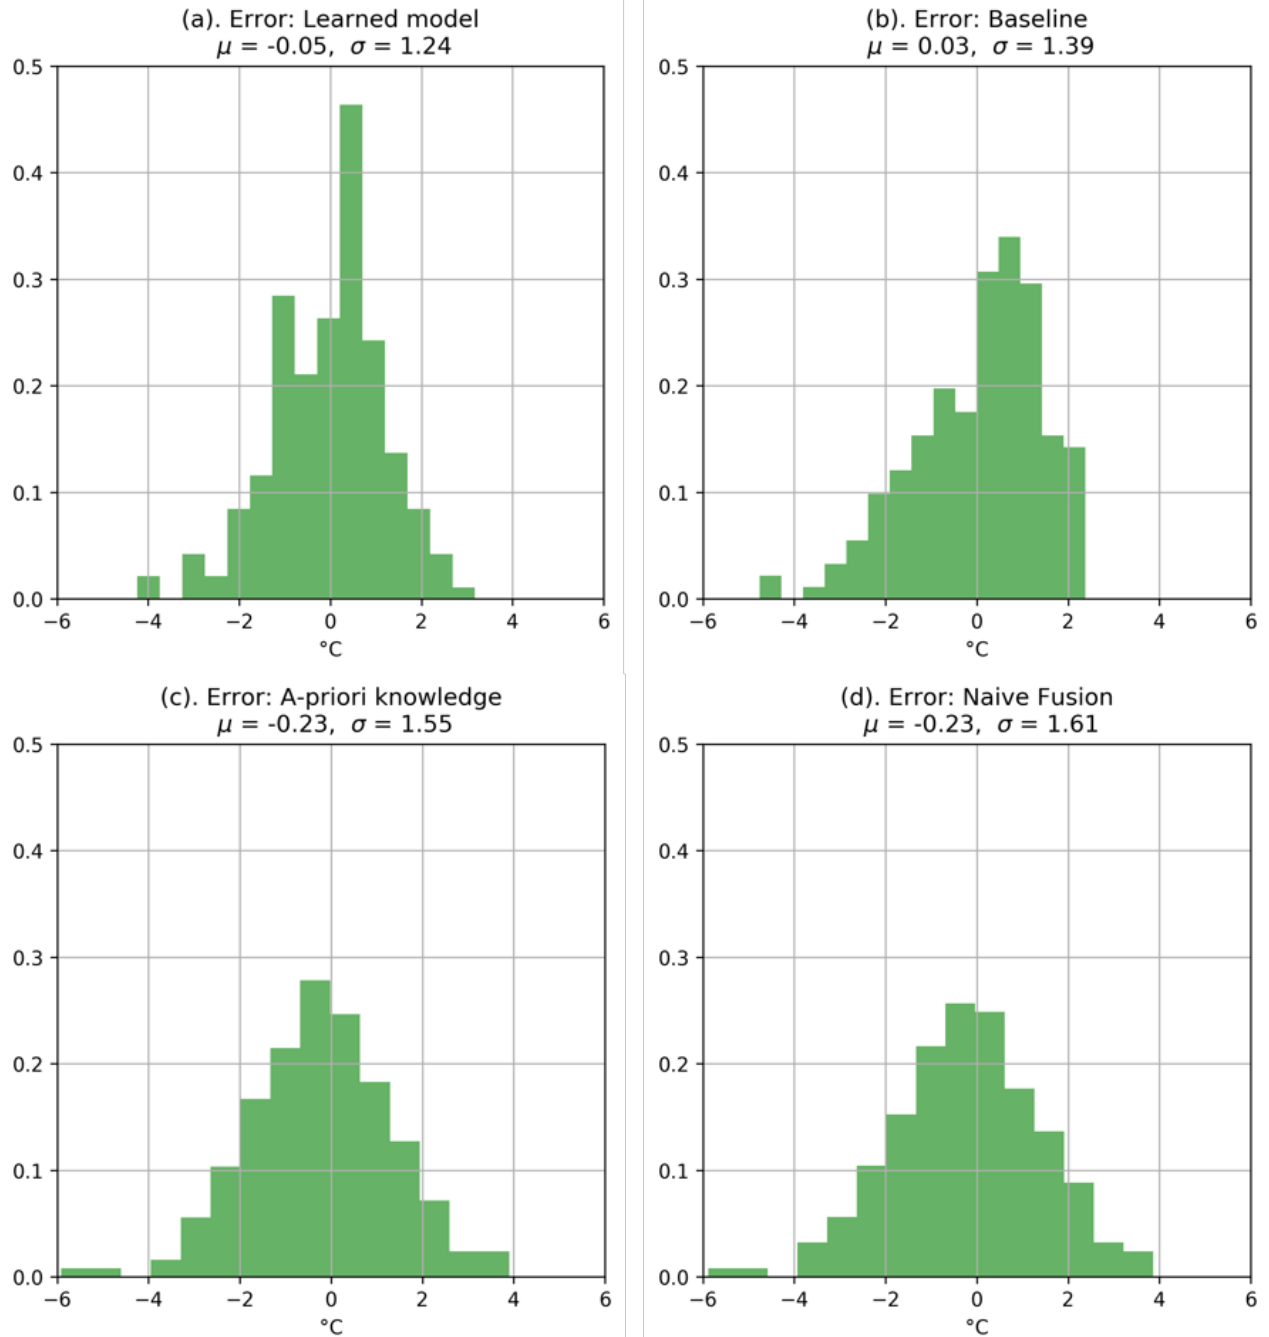 (a). Error: Learned model
μ = -0.05, σ = 1.24
0.5
0.4
0.3
0.2
0.1
0.0
−6 −4 −2 0 2 4 6
°C
(b). Error: Baseline
μ = 0.03, σ = 1.39
0.5
0.4
0.3
0.2
0.1
0.0
−6 −4 −2 0 2 4 6
°C
(c). Error: A-priori knowledge
μ = -0.23, σ = 1.55
0.5
0.4
0.3
0.2
0.1
0.0
−6 −4 −2 0 2 4 6
°C
(d). Error: Naive Fusion
μ = -0.23, σ = 1.61
0.5
0.4
0.3
0.2
0.1
0.0
−6 −4 −2 0 2 4 6
°C